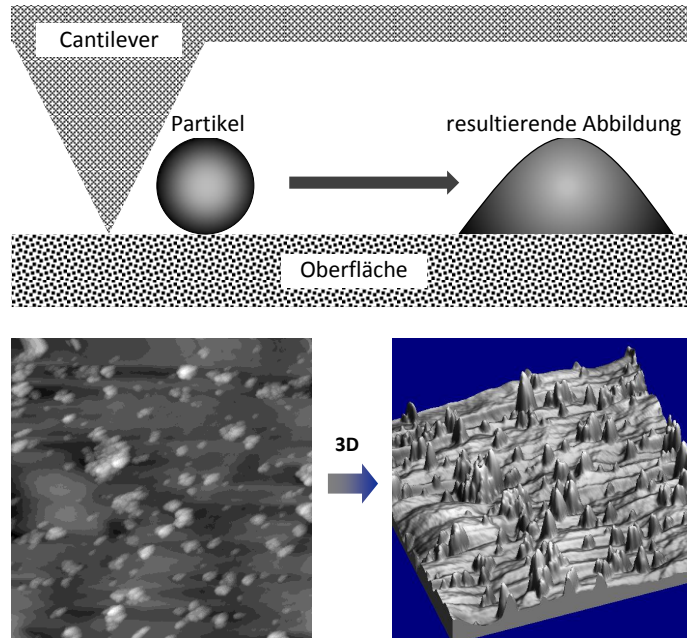 Cantilever
Partikel
resultierende Abbildung
Oberfläche
3D